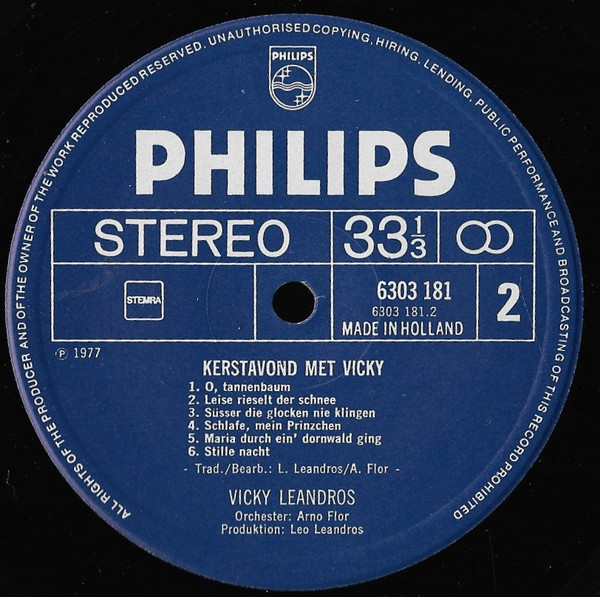 ALL RIGHTS OF THE PRODUCER AND OF THE OWNER OF THE WORK REPRODUCED RESERVED. UNAUTHORISED COPYING, HIRING, LENDING, PUBLIC PERFORMANCE AND BROADCASTING OF THIS RECORD PROHIBITED
PHILIPS
PHILIPS
STEREO 33 1/3
STEMRA
6303 181
6303 181.2
MADE IN HOLLAND
2
Ⓟ 1977
KERSTAVOND MET VICKY
1. O, tannenbaum
2. Leise rieselt der schnee
3. Süsser die glocken nie klingen
4. Schlafe, mein Prinzchen
5. Maria durch ein' dornwald ging
6. Stille nacht
- Trad./Bearb.: L. Leandros/A. Flor -
VICKY LEANDROS
Orchester: Arno Flor
Produktion: Leo Leandros